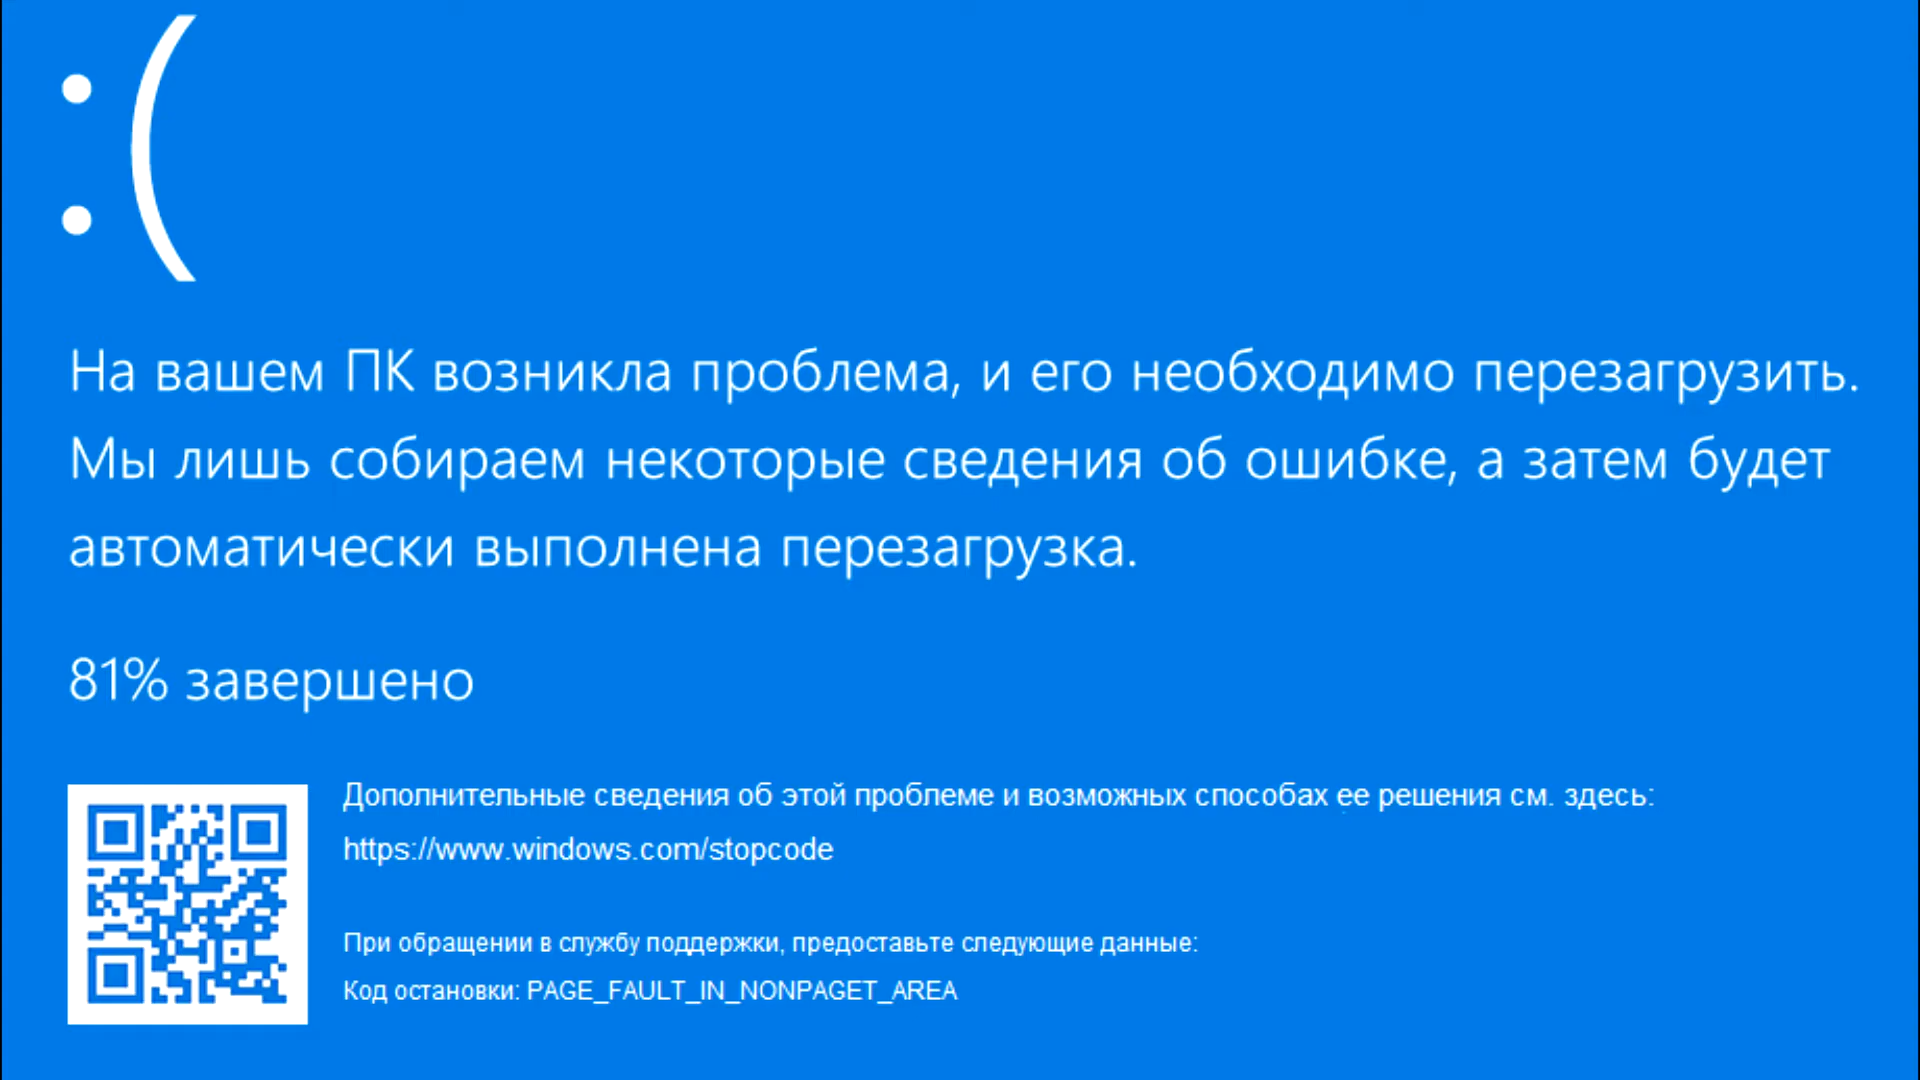 :(
На вашем ПК возникла проблема, и его необходимо перезагрузить.
Мы лишь собираем некоторые сведения об ошибке, а затем будет
автоматически выполнена перезагрузка.
81% завершено
Дополнительные сведения об этой проблеме и возможных способах ее решения см. здесь:
https://www.windows.com/stopcode
При обращении в службу поддержки, предоставьте следующие данные:
Код остановки: PAGE_FAULT_IN_NONPAGET_AREA